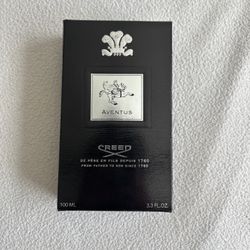 AVENTUS
CREED
DE PÈRE EN FILS DEPUIS 1760
FROM FATHER TO SON SINCE 1760
100 ML 3.3 FL.OZ